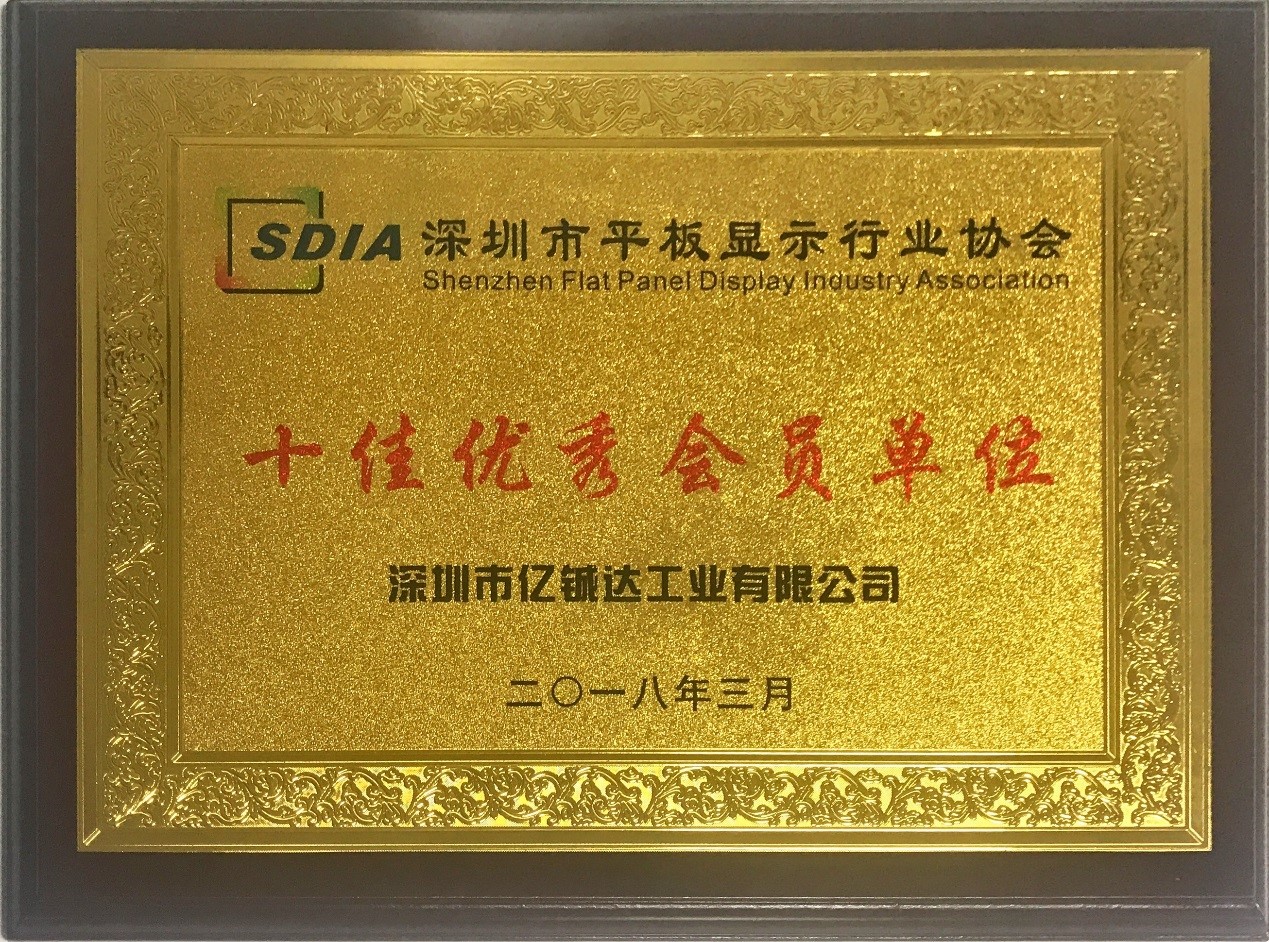 SDIA 深圳市平板显示行业协会
Shenzhen Flat Panel Display Industry Association
十佳优秀会员单位
深圳市亿铖达工业有限公司
二〇一八年三月